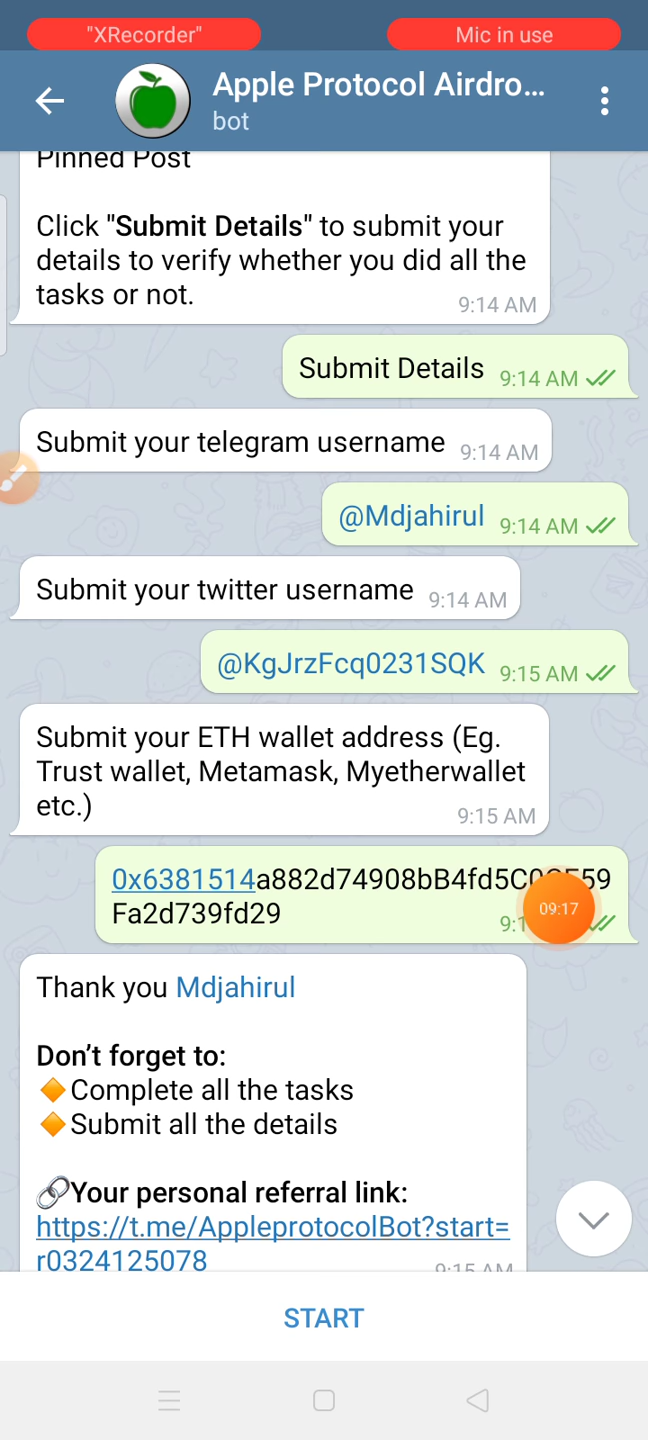 "XRecorder"
Mic in use
Apple Protocol Airdro...
bot
Pinned Post
Click "Submit Details" to submit your
details to verify whether you did all the
tasks or not.
9:14 AM
Submit Details
9:14 AM
Submit your telegram username
9:14 AM
@Mdjahirul
9:14 AM
Submit your twitter username
9:14 AM
@KgJrzFcq0231SQK
9:15 AM
Submit your ETH wallet address (Eg.
Trust wallet, Metamask, Myetherwallet
etc.)
9:15 AM
Fa2d739fd29
09:17
Thank you Mdjahirul
Don't forget to:
🔶Complete all the tasks
🔶Submit all the details
🔗Your personal referral link:
https://t.me/AppleprotocolBot?start=
r0324125078
9:15 AM
START